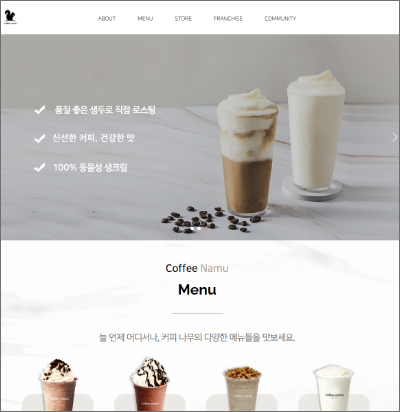 ABOUT MENU STORE FRANCHISE COMMUNITY
품질 좋은 생두로 직접 로스팅
신선한 커피, 건강한 맛
100% 동물성 생크림
Coffee Namu
Menu
늘 언제 어디서나, 커피 나무의 다양한 메뉴들을 맛보세요.